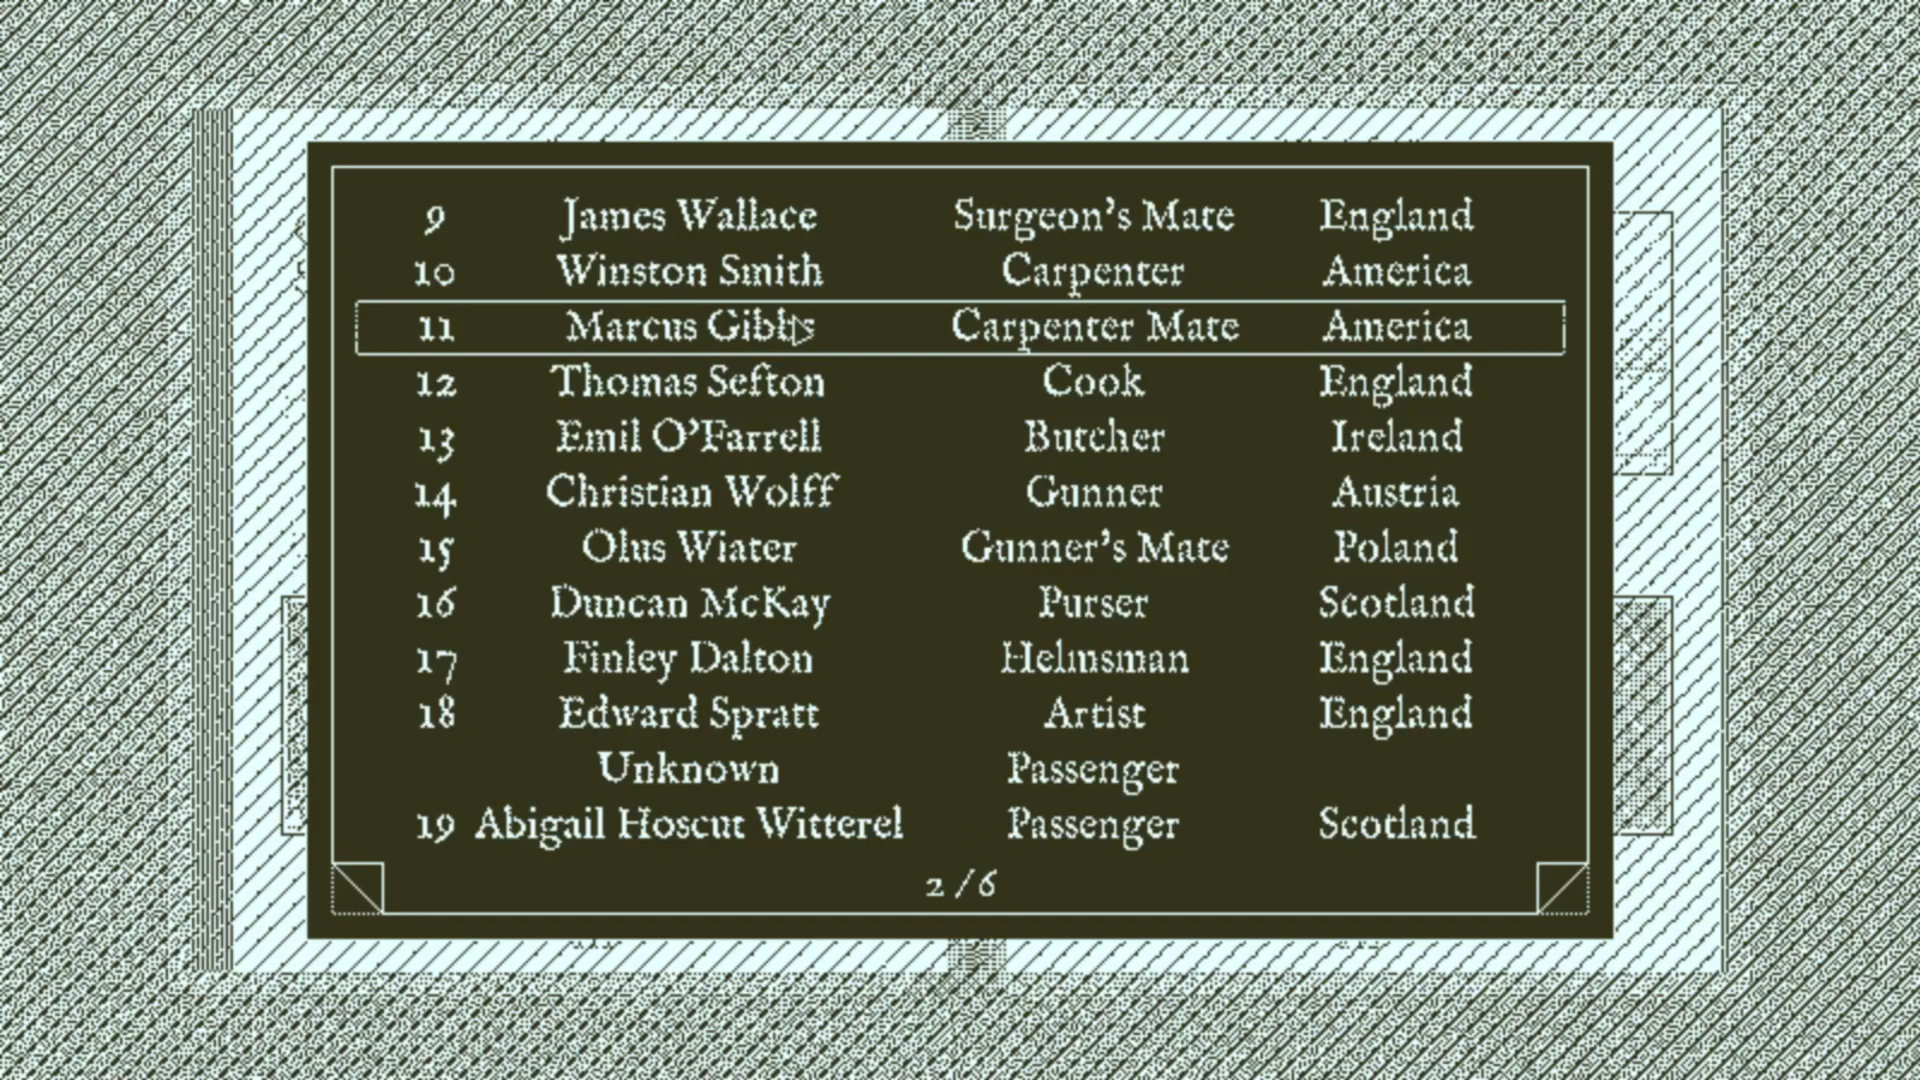 9 James Wallace Surgeon's Mate England
10 Winston Smith Carpenter America
11 Marcus Gibbs Carpenter Mate America
12 Thomas Sefton Cook England
13 Emil O'Farrell Butcher Ireland
14 Christian Wolff Gunner Austria
15 Olus Wiater Gunner's Mate Poland
16 Duncan McKay Purser Scotland
17 Finley Dalton Helmsman England
18 Edward Spratt Artist England
Unknown Passenger
19 Abigail Hoscut Witterel Passenger Scotland
2 / 6